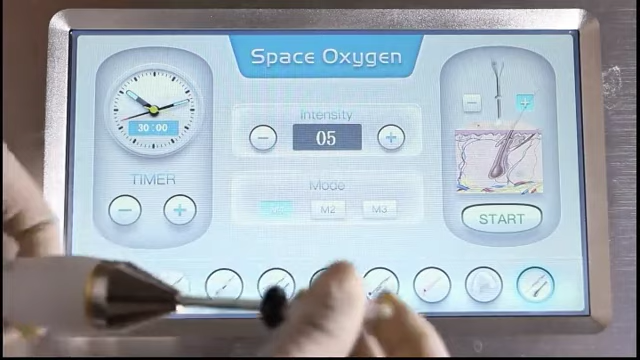 Space Oxygen
30:00
TIMER
Intensity
05
Mode
M2
M3
START